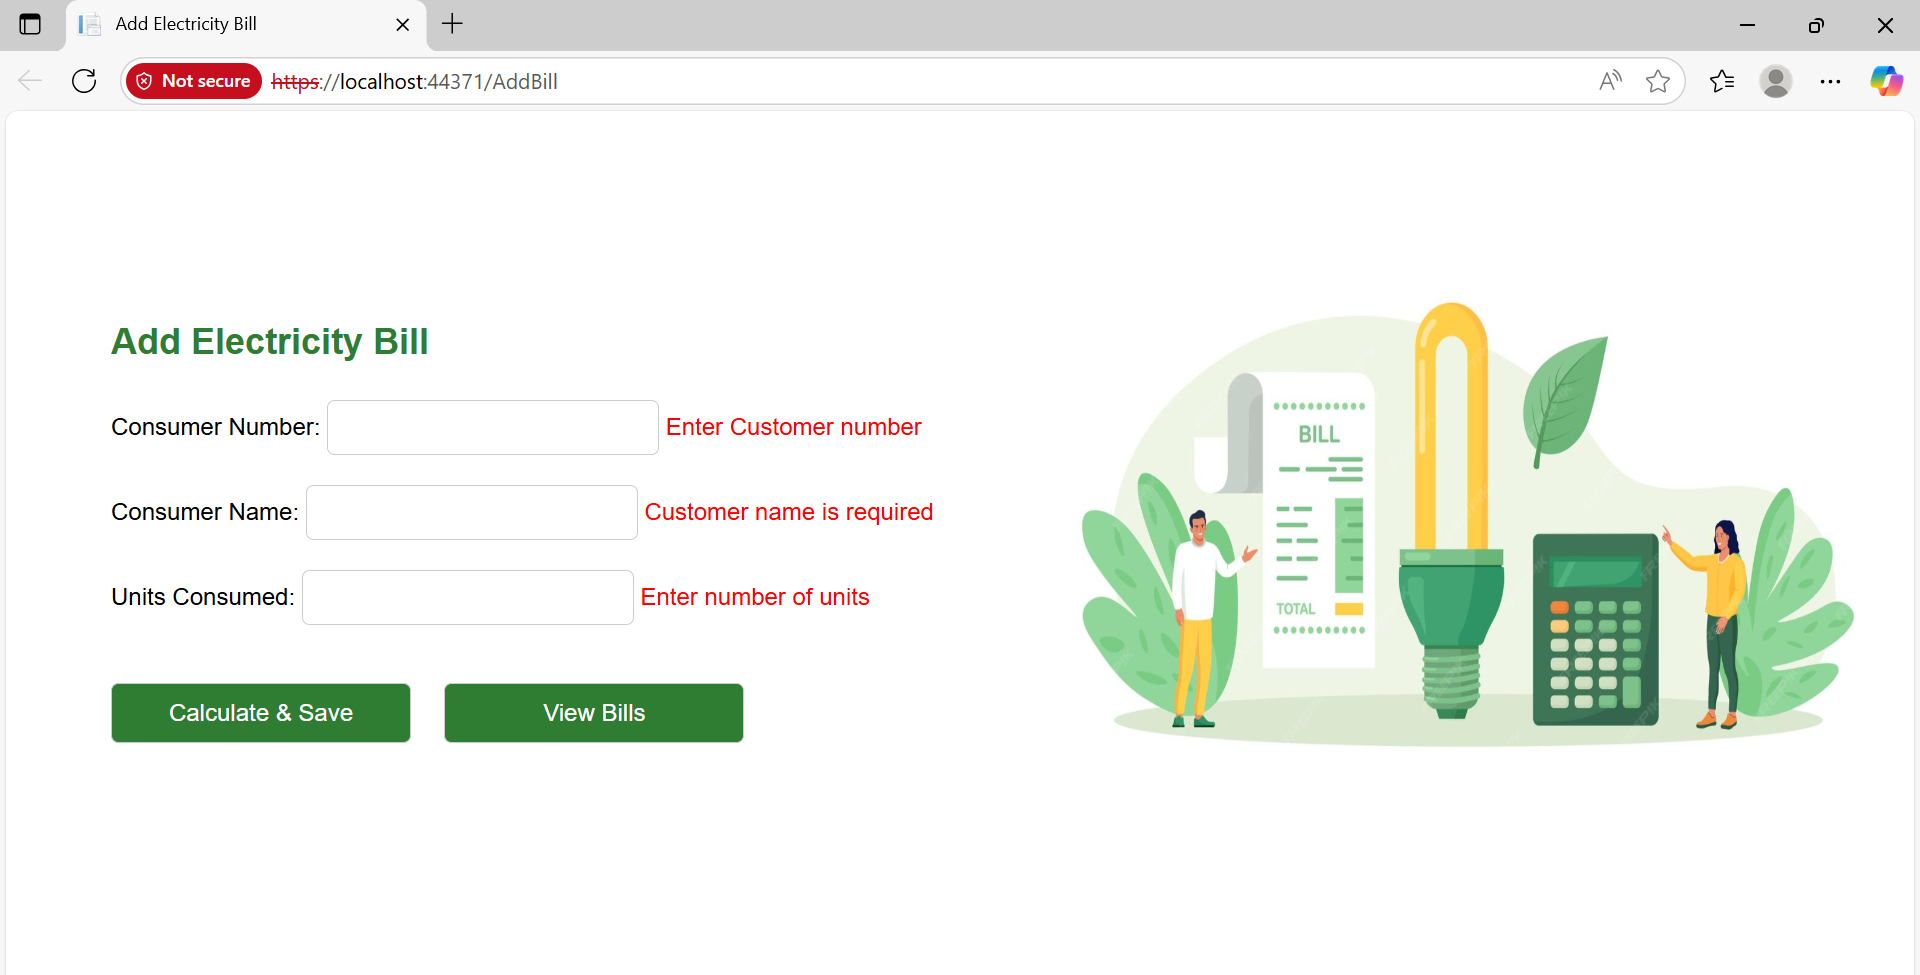 Add Electricity Bill
Not secure https://localhost:44371/AddBill
Add Electricity Bill
Consumer Number: Enter Customer number
Consumer Name: Customer name is required
Units Consumed: Enter number of units
Calculate & Save View Bills
BILL
TOTAL